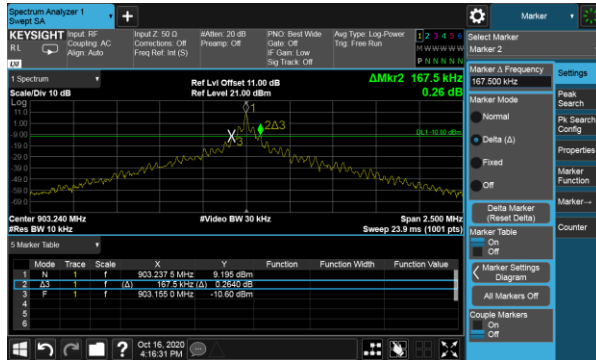 Spectrum Analyzer 1
Swept SA
+
Marker
KEYSIGHT
RL
Input: RF
Coupling: AC
Align: Auto
Input Z: 50 Ω
Corrections: Off
Freq Ref: Int (S)
#Atten: 20 dB
Preamp: Off
PNO: Best Wide
Gate: Off
IF Gain: Low
Sig Track: Off
Avg Type: Log-Power
Trig: Free Run
1 2 3 4 5 6
M W W W W W
P N N N N N
LW
1 Spectrum
Scale/Div 10 dB
Log
Ref Lvl Offset 11.00 dB
Ref Level 21.00 dBm
ΔMkr2 167.5 kHz
0.26 dB
11.0
1.00
-9.00
-19.0
-29.0
-39.0
-49.0
-59.0
-69.0
1
2Δ3
X3
DL1 -10.80 dBm
Center 903.240 MHz
#Res BW 10 kHz
#Video BW 30 kHz
Span 2.500 MHz
Sweep 23.9 ms (1001 pts)
5 Marker Table
Mode Trace Scale X Y Function Function Width Function Value
1 N 1 f 903.237 5 MHz 9.195 dBm
2 Δ3 1 f (Δ) 167.5 kHz (Δ) 0.2640 dB
3 F 1 f 903.155 0 MHz -10.60 dBm
4
5
6
Oct 16, 2020
4:16:31 PM
Select Marker
Marker 2
Marker Δ Frequency
167.500 kHz
Marker Mode
Normal
Delta (Δ)
Fixed
Off
Delta Marker
(Reset Delta)
Marker Table
On
Off
Marker Settings
Diagram
All Markers Off
Couple Markers
On
Off
Settings
Peak
Search
Pk Search
Config
Properties
Marker
Function
Marker→
Counter